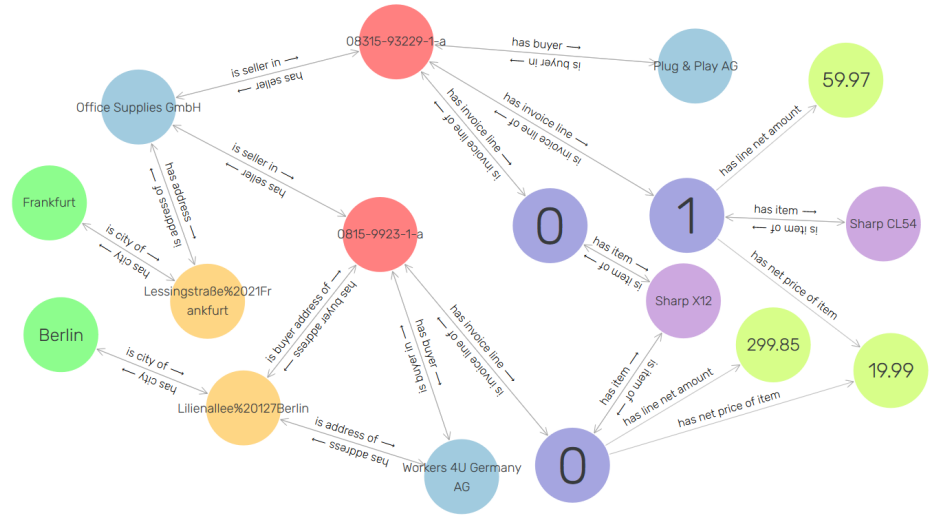 08315-93229-1-a
has buyer ⟶
is buyer in ⟶
Plug & Play AG
59.97
is seller in ⟶
has seller ⟶
Office Supplies GmbH
has invoice line ⟶
is invoice line of ⟶
has invoice line ⟶
is invoice line of ⟶
has line net amount
has address ⟶
is address of ⟶
is seller in ⟶
has seller ⟶
Frankfurt
0815-9923-1-a
0
1
has item ⟶
is item of ⟶
Sharp CL54
is city of ⟶
has city ⟶
has item ⟶
is item of ⟶
has net price of item
Lessingstraße%2021Fr
ankfurt
Sharp X12
Berlin
is buyer address of ⟶
has buyer address ⟶
has buyer ⟶
is buyer in ⟶
has invoice line ⟶
is invoice line of ⟶
299.85
19.99
is city of ⟶
has city ⟶
has item ⟶
is item of ⟶
has line net amount
has net price of item
Lilienallee%20127Berlin
is address of ⟶
has address ⟶
Workers 4U Germany
AG
0